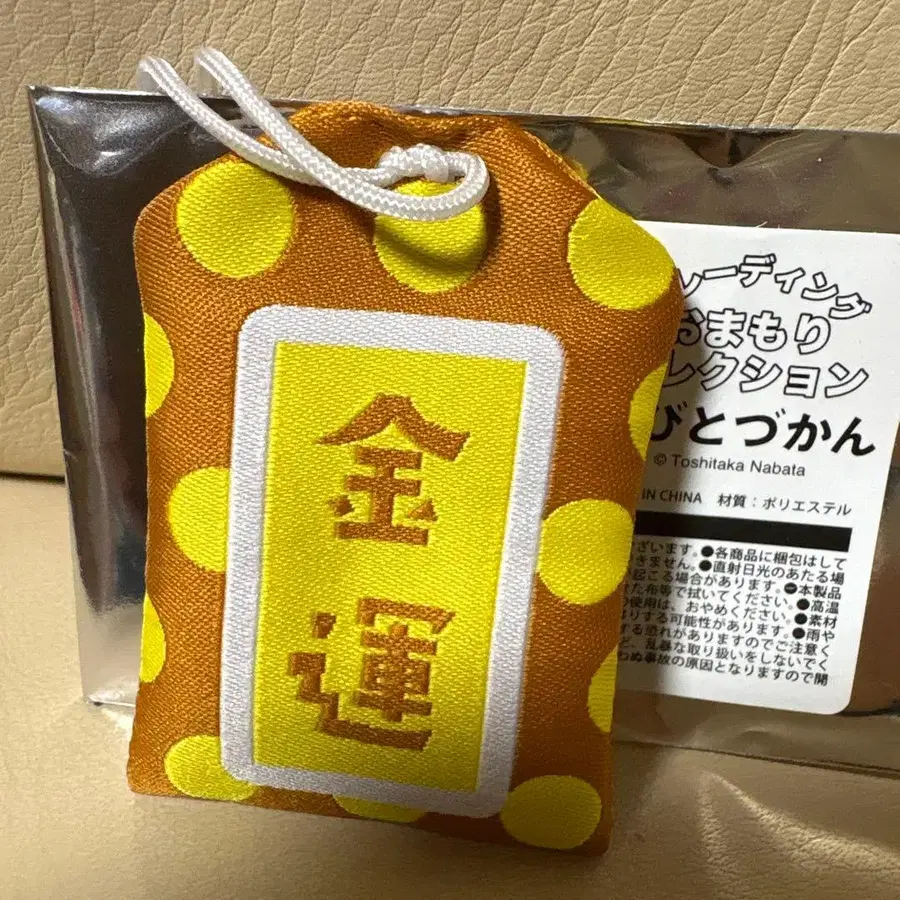 金運
レーディング
おまもり
レクション
びとづかん
© Toshitaka Nabata
IN CHINA 材質：ポリエステル
ざいます。●各商品に梱包はして
きません。●直射日光のあたる場
起こる場合があります。●本製品
た布等で拭いてください。●高温
の使用は、おやめください。●素材
りする可能性があります。●雨や
する恐れがありますのでご注意く
と、乱暴な取り扱いをしないでく
わぬ事故の原因となりますので開